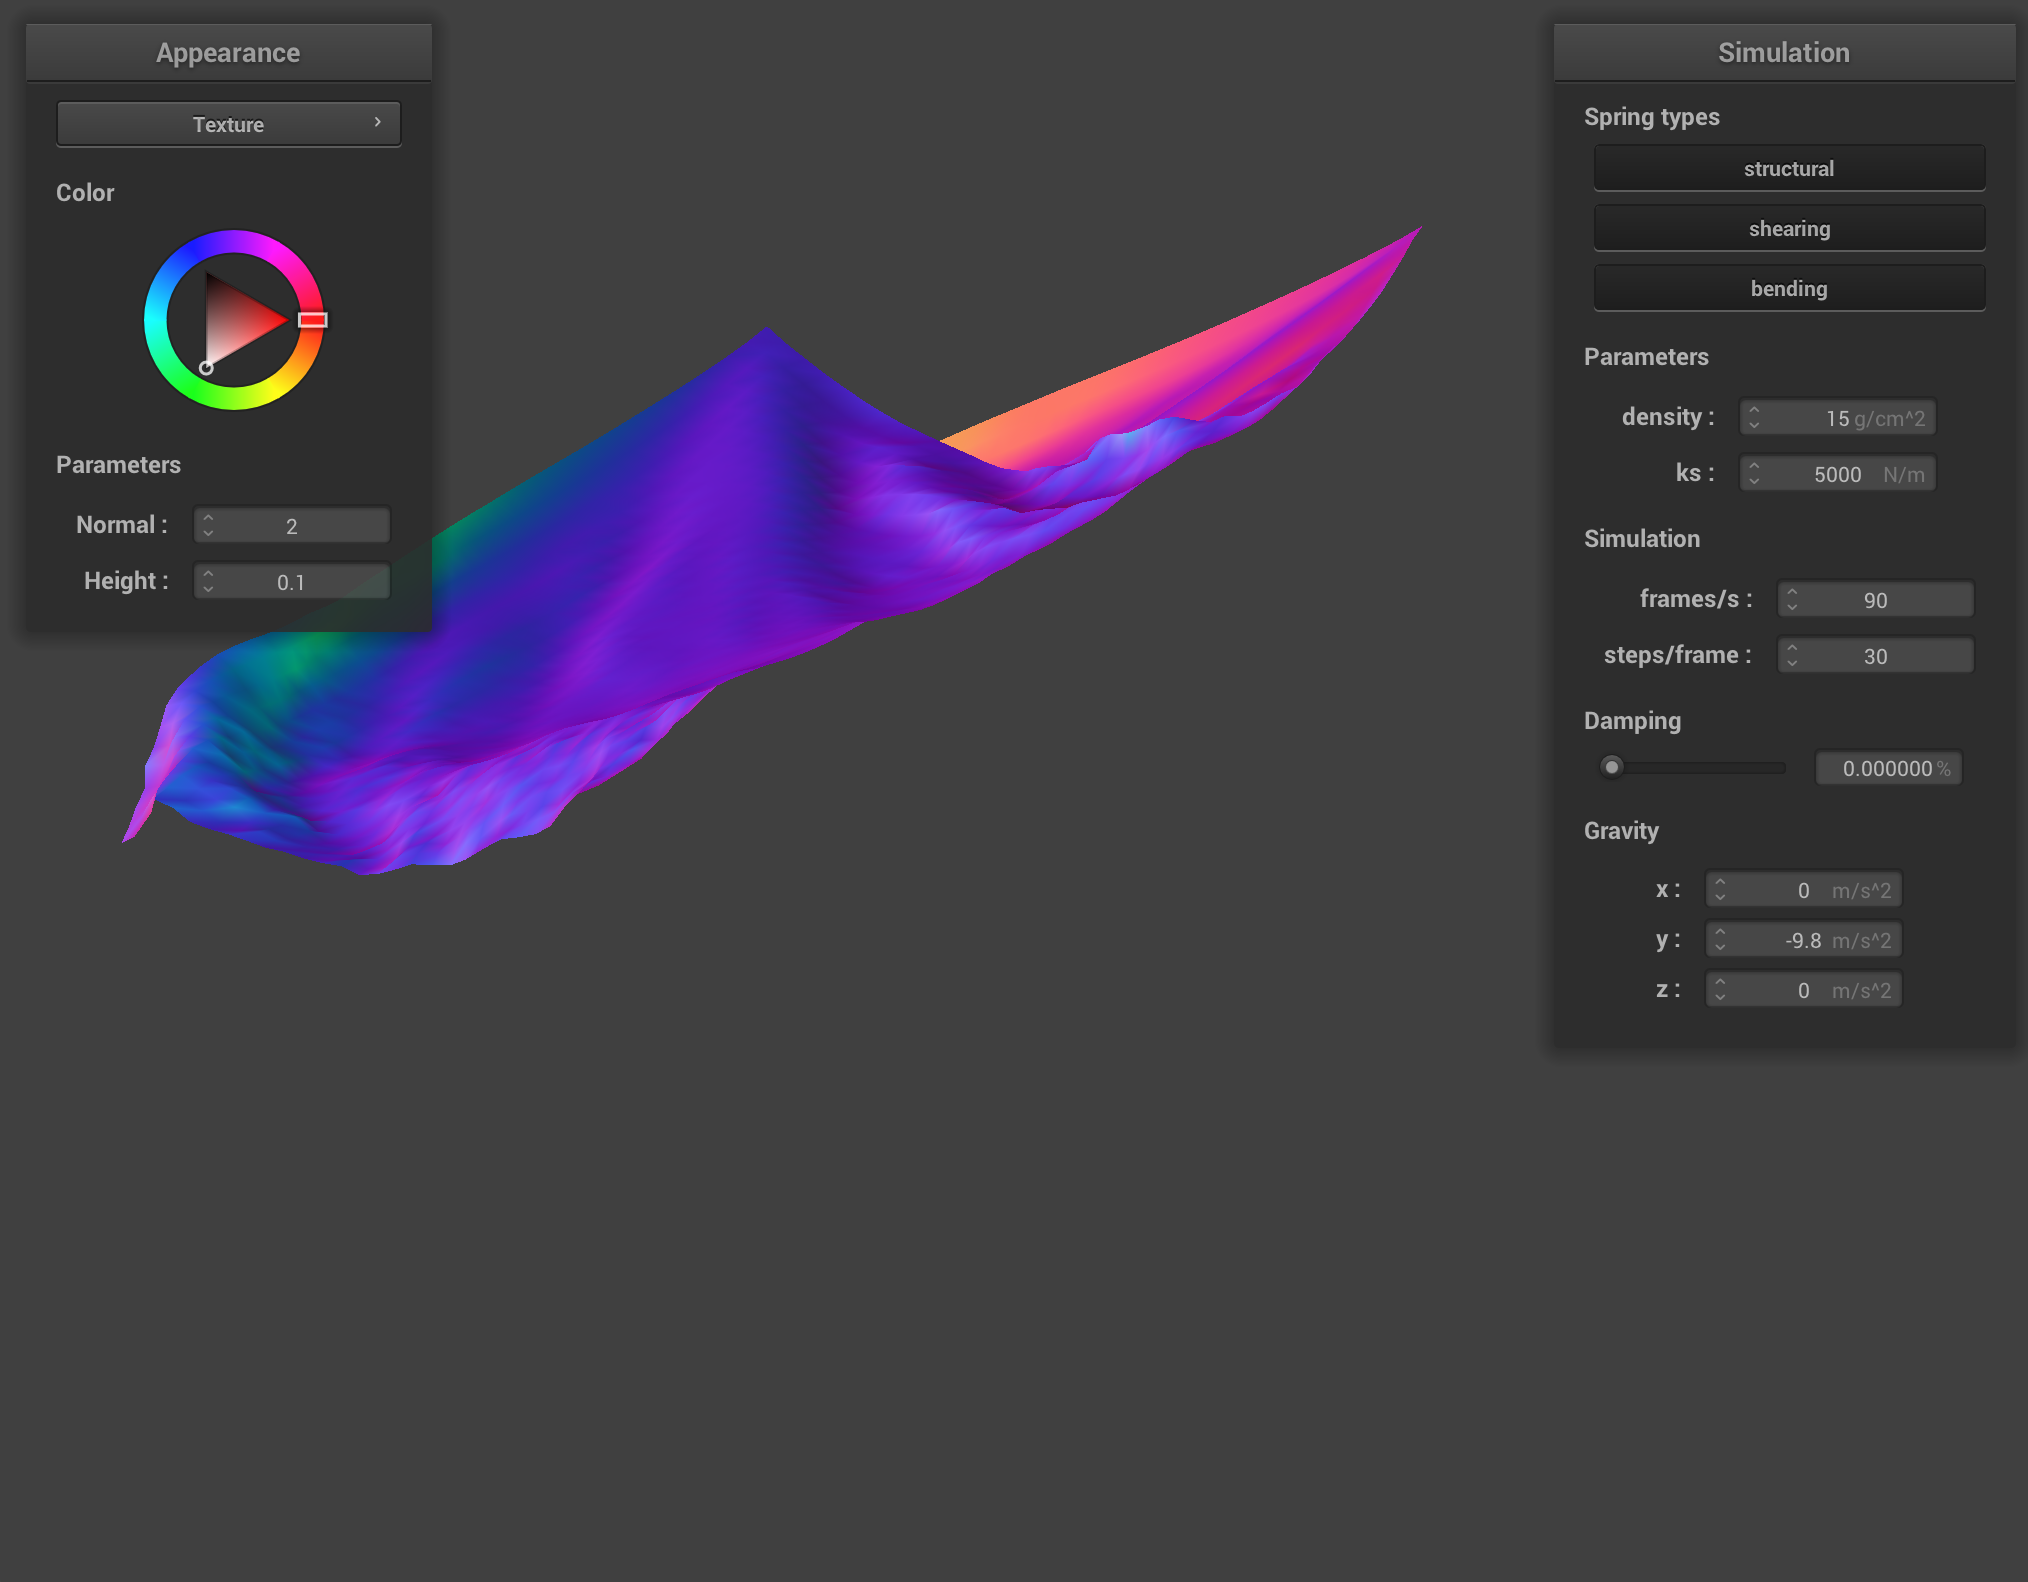 Appearance
Texture
Color
Parameters
Normal : 2
Height : 0.1
Simulation
Spring types
structural
shearing
bending
Parameters
density : 15 g/cm^2
ks : 5000 N/m
Simulation
frames/s : 90
steps/frame : 30
Damping
0.000000 %
Gravity
x : 0 m/s^2
y : -9.8 m/s^2
z : 0 m/s^2